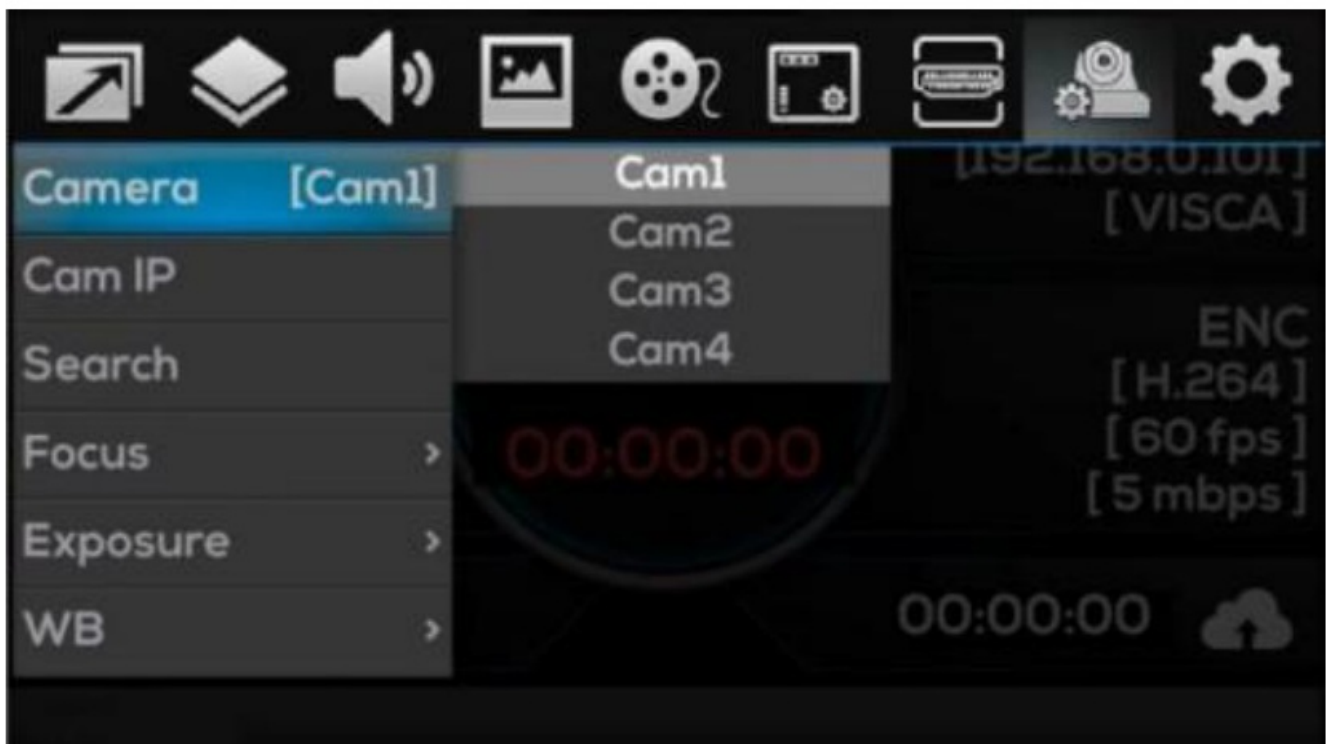 Camera [Cam1]
Cam IP
Search
Focus >
Exposure >
WB >
Cam1
Cam2
Cam3
Cam4
00:00:00
[192.168.0.101]
[VISCA]
ENC
[H.264]
[60 fps]
[5 mbps]
00:00:00